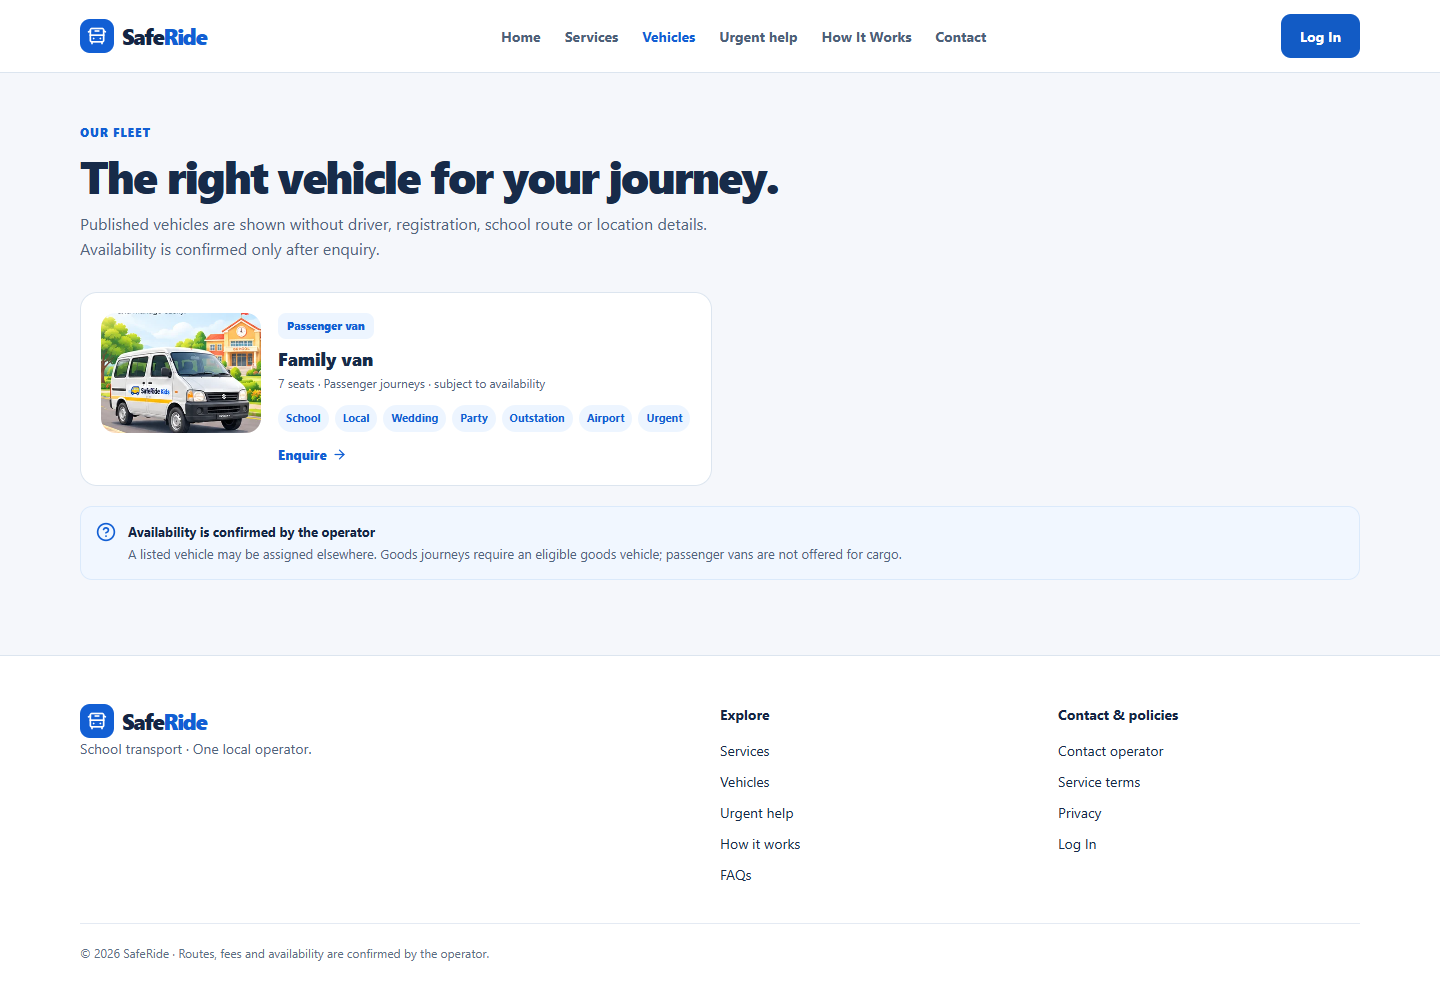 SafeRide
Home
Services
Vehicles
Urgent help
How It Works
Contact
Log In
OUR FLEET
The right vehicle for your journey.
Published vehicles are shown without driver, registration, school route or location details.
Availability is confirmed only after enquiry.
SafeRide Kids
SCHOOL
Passenger van
Family van
7 seats · Passenger journeys · subject to availability
School
Local
Wedding
Party
Outstation
Airport
Urgent
Enquire →
Availability is confirmed by the operator
A listed vehicle may be assigned elsewhere. Goods journeys require an eligible goods vehicle; passenger vans are not offered for cargo.
SafeRide
School transport · One local operator.
Explore
Services
Vehicles
Urgent help
How it works
FAQs
Contact & policies
Contact operator
Service terms
Privacy
Log In
© 2026 SafeRide · Routes, fees and availability are confirmed by the operator.